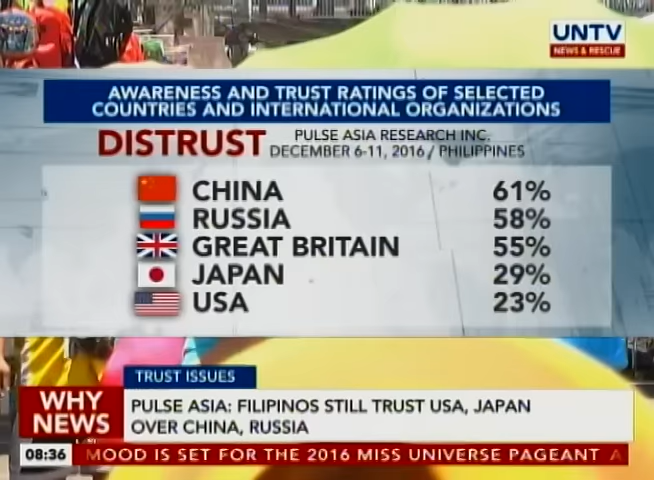 UNTV
NEWS & RESCUE
AWARENESS AND TRUST RATINGS OF SELECTED
COUNTRIES AND INTERNATIONAL ORGANIZATIONS
DISTRUST
PULSE ASIA RESEARCH INC.
DECEMBER 6-11, 2016 / PHILIPPINES
CHINA 61%
RUSSIA 58%
GREAT BRITAIN 55%
JAPAN 29%
USA 23%
TRUST ISSUES
WHY
NEWS
PULSE ASIA: FILIPINOS STILL TRUST USA, JAPAN
OVER CHINA, RUSSIA
08:36
MOOD IS SET FOR THE 2016 MISS UNIVERSE PAGEANT A